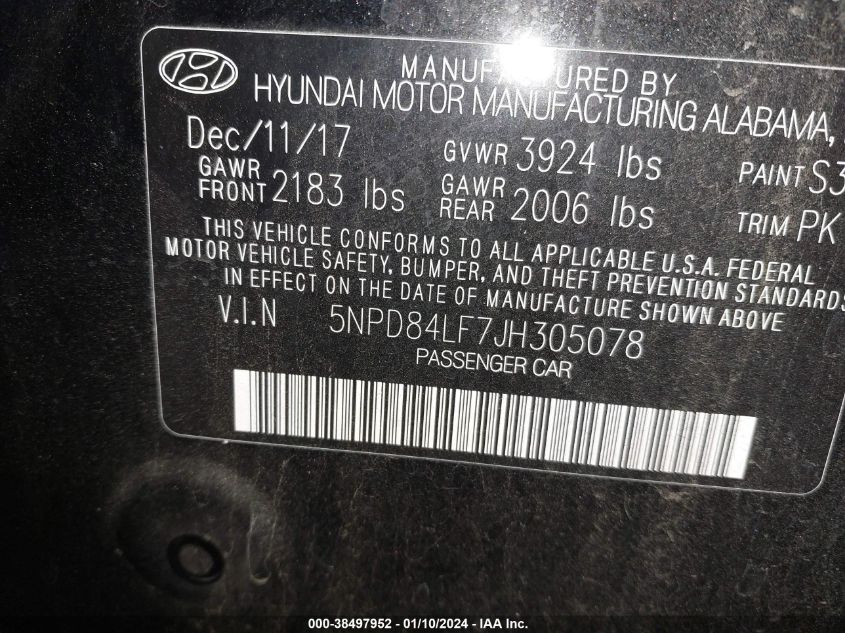 MANUFACTURED BY
HYUNDAI MOTOR MANUFACTURING ALABAMA,
Dec/11/17 GVWR 3924 lbs PAINT S3
GAWR FRONT 2183 lbs GAWR REAR 2006 lbs TRIM PK
THIS VEHICLE CONFORMS TO ALL APPLICABLE U.S.A. FEDERAL
MOTOR VEHICLE SAFETY, BUMPER, AND THEFT PREVENTION STANDARDS
IN EFFECT ON THE DATE OF MANUFACTURE SHOWN ABOVE
V.I.N 5NPD84LF7JH305078
PASSENGER CAR
000-38497952 - 01/10/2024 - IAA Inc.